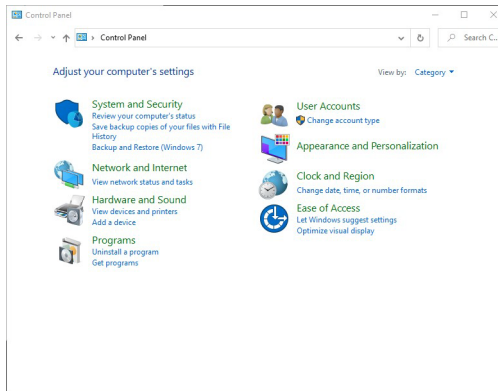 Control Panel
Control Panel
Search C...
Adjust your computer's settings
View by: Category
System and Security
Review your computer's status
Save backup copies of your files with File
History
Backup and Restore (Windows 7)
Network and Internet
View network status and tasks
Hardware and Sound
View devices and printers
Add a device
Programs
Uninstall a program
Get programs
User Accounts
Change account type
Appearance and Personalization
Clock and Region
Change date, time, or number formats
Ease of Access
Let Windows suggest settings
Optimize visual display